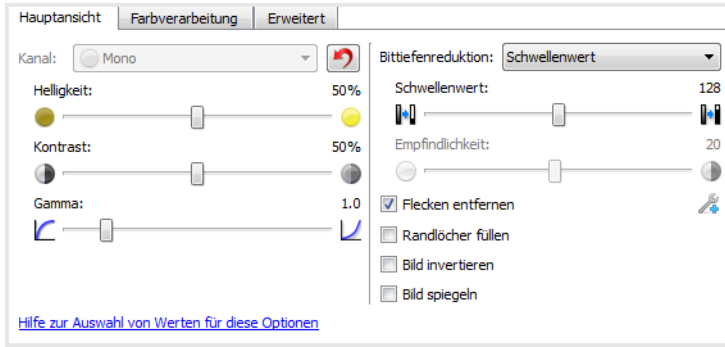 Hauptansicht Farbverarbeitung Erweitert
Kanal: Mono
Helligkeit: 50%
Kontrast: 50%
Gamma: 1.0
Hilfe zur Auswahl von Werten für diese Optionen
Bittiefenreduktion: Schwellenwert
Schwellenwert: 128
Empfindlichkeit: 20
Flecken entfernen
Randlöcher füllen
Bild invertieren
Bild spiegeln